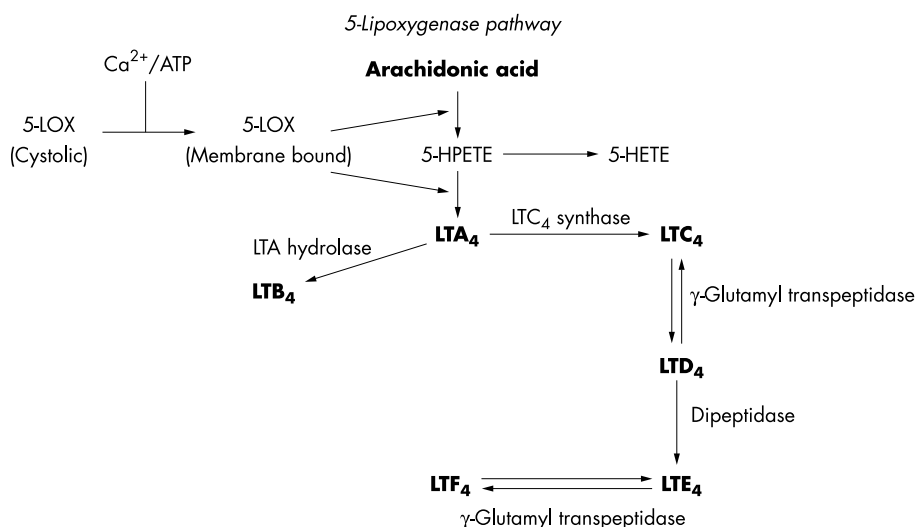 5-Lipoxygenase pathway
Arachidonic acid
Ca2+/ATP
5-LOX
(Cystolic)
5-LOX
(Membrane bound)
5-HPETE
5-HETE
LTA4
LTC4 synthase
LTC4
LTA hydrolase
LTB4
γ-Glutamyl transpeptidase
LTD4
Dipeptidase
LTF4
LTE4
γ-Glutamyl transpeptidase